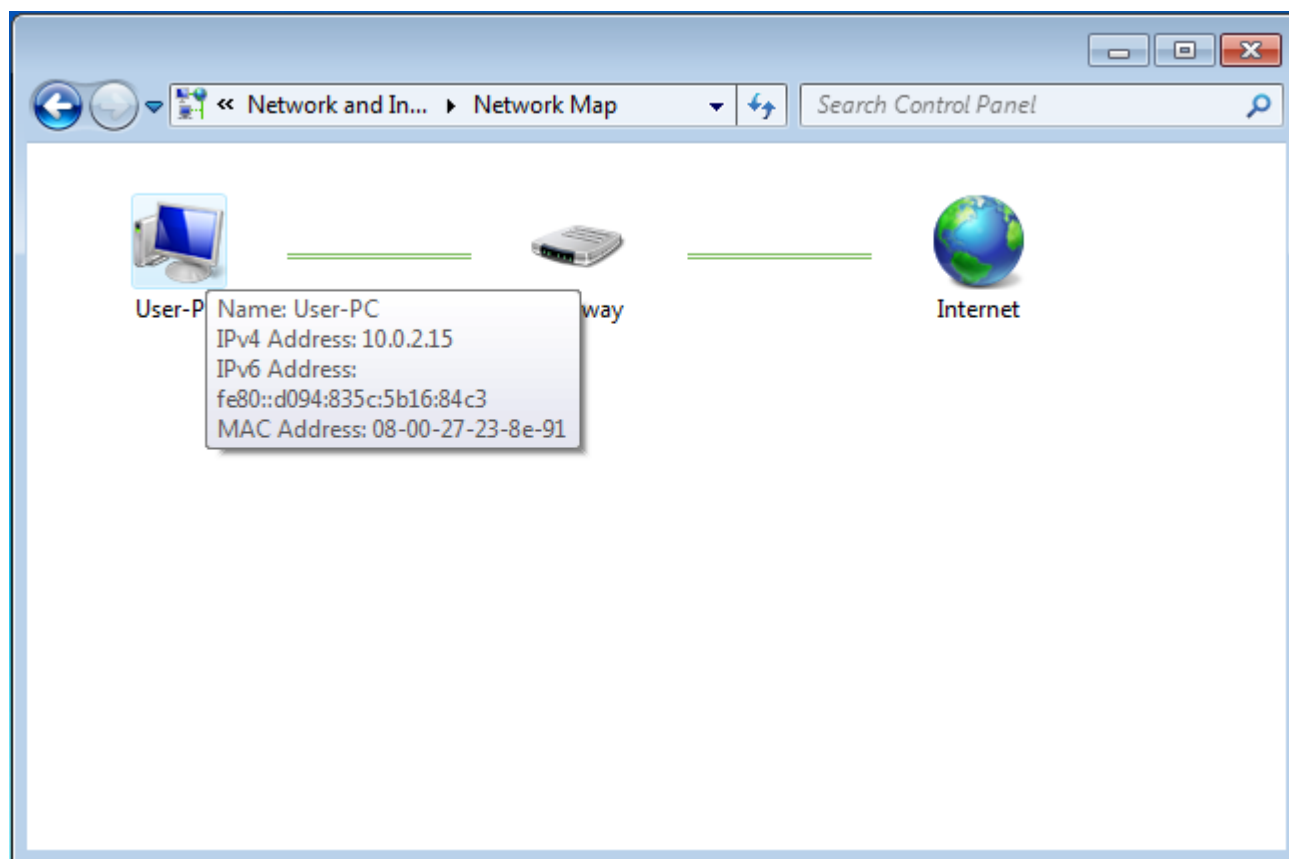 « Network and In... ▸ Network Map
Search Control Panel
User-P
way
Internet
Name: User-PC
IPv4 Address: 10.0.2.15
IPv6 Address:
fe80::d094:835c:5b16:84c3
MAC Address: 08-00-27-23-8e-91